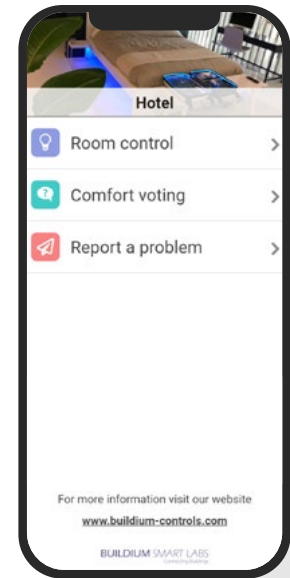 Hotel
Room control
Comfort voting
Report a problem
For more information visit our website
www.buildium-controls.com
BUILDIUM SMART LABS